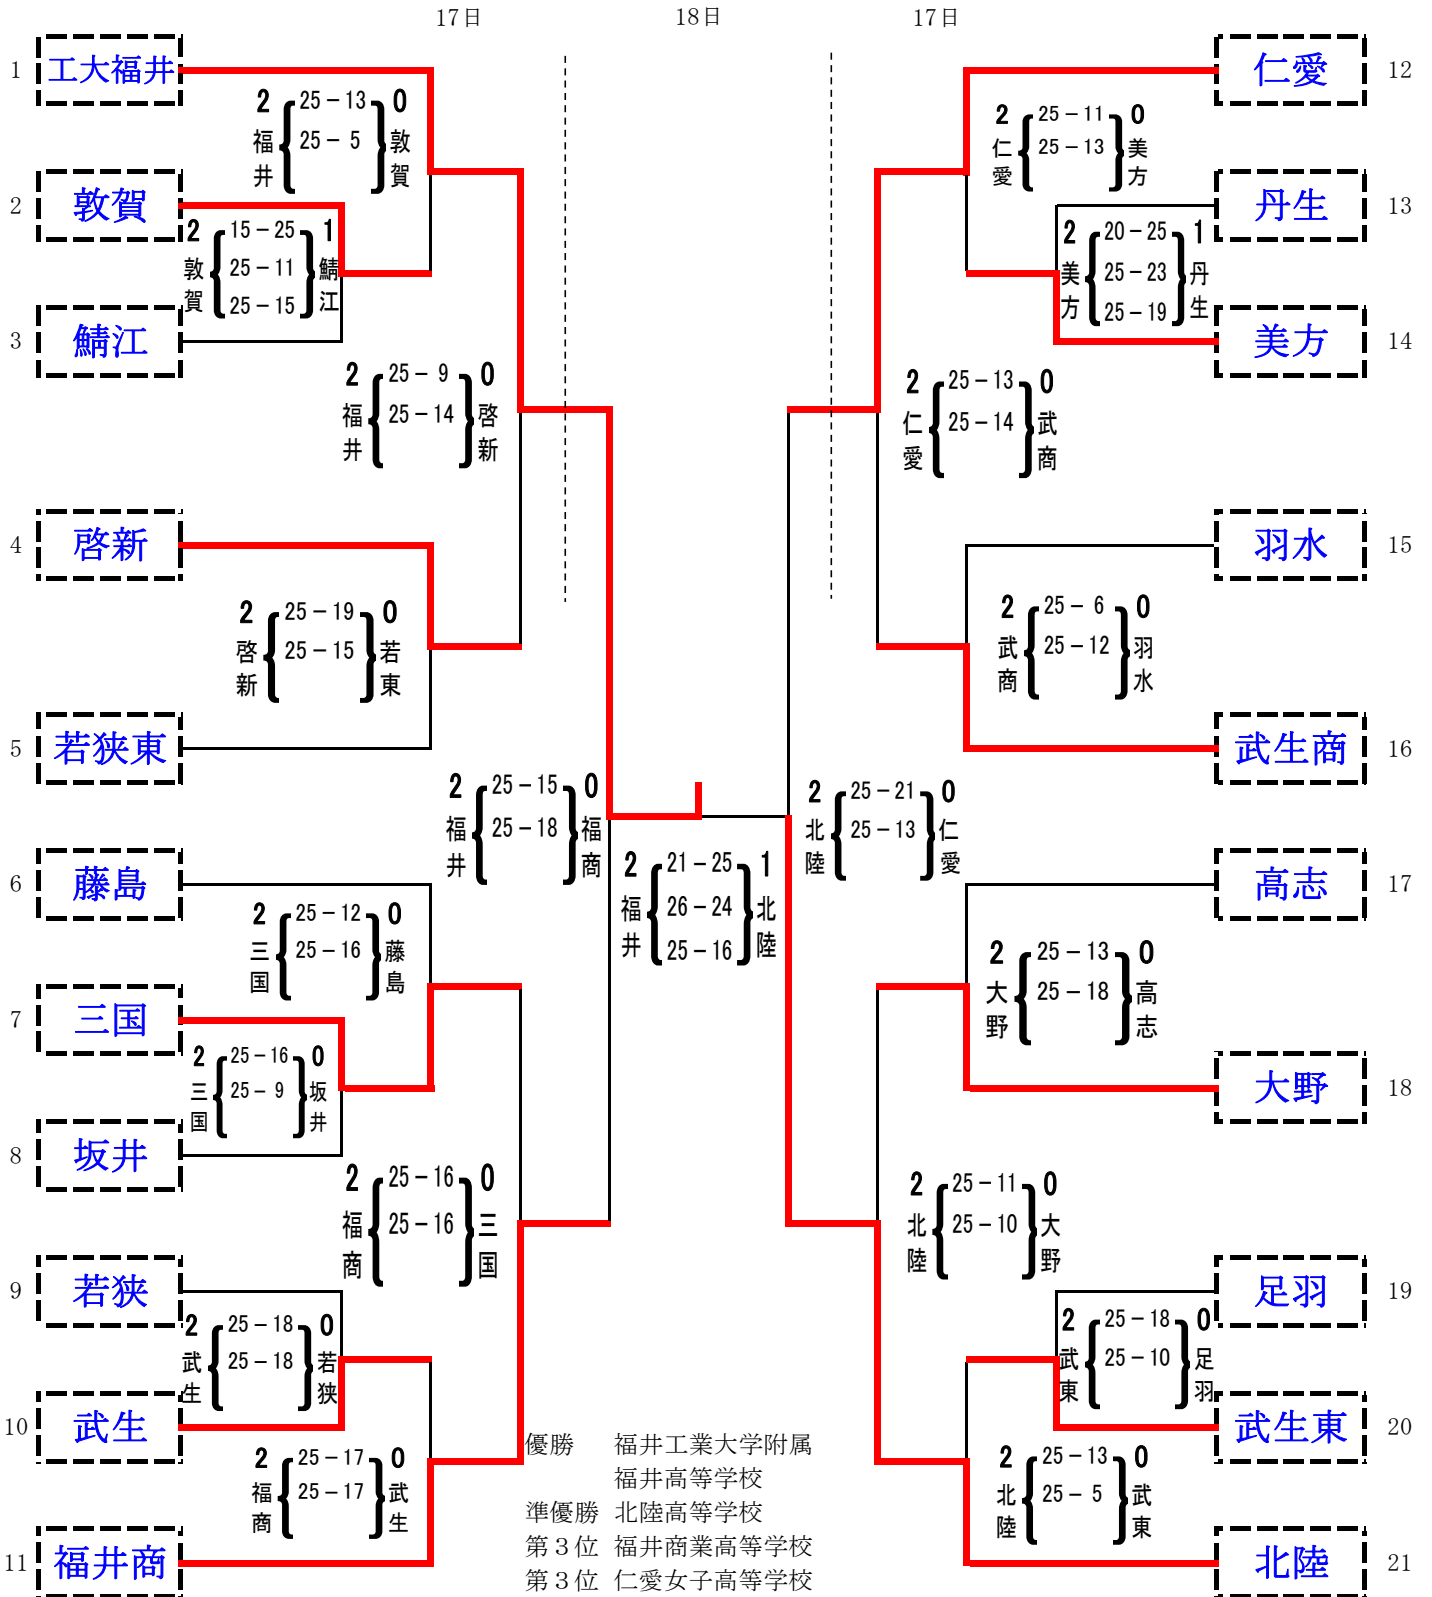 17日 18日 17日
1 工大福井
2 敦賀
3 鯖江
4 啓新
5 若狭東
6 藤島
7 三国
8 坂井
9 若狭
10 武生
11 福井商
2 福井 25－13 25－ 5 0 敦賀
2 敦賀 15－25 25－11 25－15 1 鯖江
2 福井 25－ 9 25－14 0 啓新
2 啓新 25－19 25－15 0 若東
2 福井 25－15 25－18 0 福商
2 三国 25－12 25－16 0 藤島
2 三国 25－16 25－ 9 0 坂井
2 福商 25－16 25－16 0 三国
2 武生 25－18 25－18 0 若狭
2 福商 25－17 25－17 0 武生
2 福井 21－25 26－24 25－16 1 北陸
仁愛 12
丹生 13
美方 14
羽水 15
武生商 16
高志 17
大野 18
足羽 19
武生東 20
北陸 21
2 仁愛 25－11 25－13 0 美方
2 美方 20－25 25－23 25－19 1 丹生
2 仁愛 25－13 25－14 0 武商
2 武商 25－ 6 25－12 0 羽水
2 北陸 25－21 25－13 0 仁愛
2 大野 25－13 25－18 0 高志
2 北陸 25－11 25－10 0 大野
2 武東 25－18 25－10 0 足羽
2 北陸 25－13 25－ 5 0 武東
優勝 福井工業大学附属
福井高等学校
準優勝 北陸高等学校
第３位 福井商業高等学校
第３位 仁愛女子高等学校